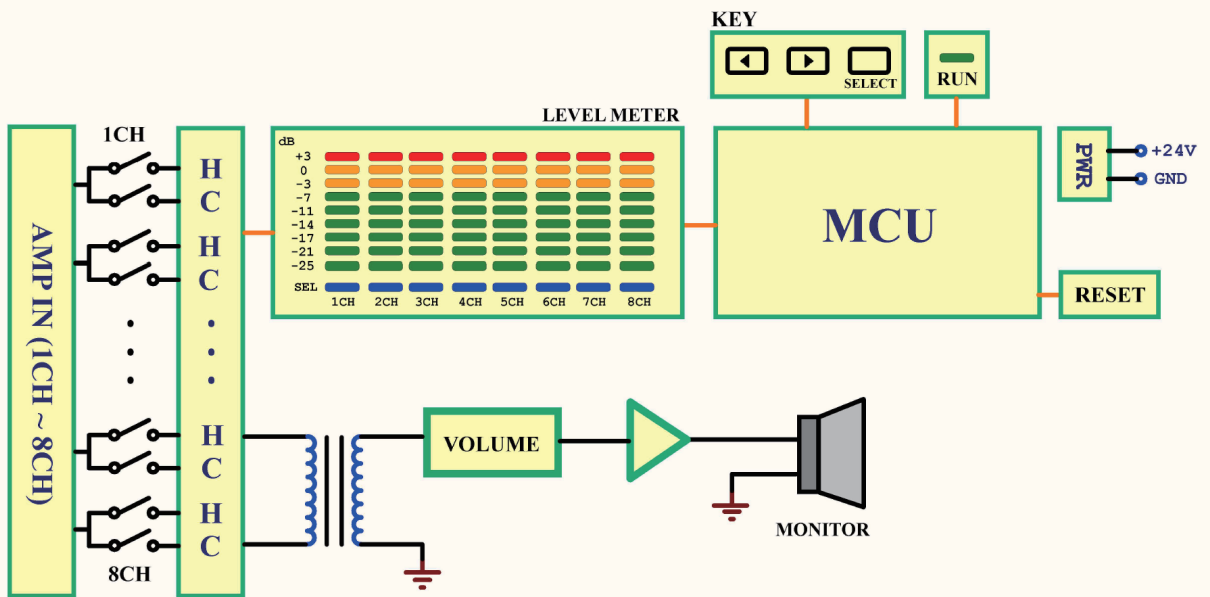 KEY
SELECT
RUN
LEVEL METER
1CH
dB
+3
0
-3
-7
-11
-14
-17
-21
-25
SEL
1CH 2CH 3CH 4CH 5CH 6CH 7CH 8CH
MCU
PWR
+24V
GND
RESET
AMP IN (1CH ~ 8CH)
H
C
H
C
H
C
H
C
8CH
VOLUME
MONITOR